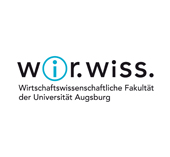 wir.wiss.
Wirtschaftswissenschaftliche Fakultät
der Universität Augsburg